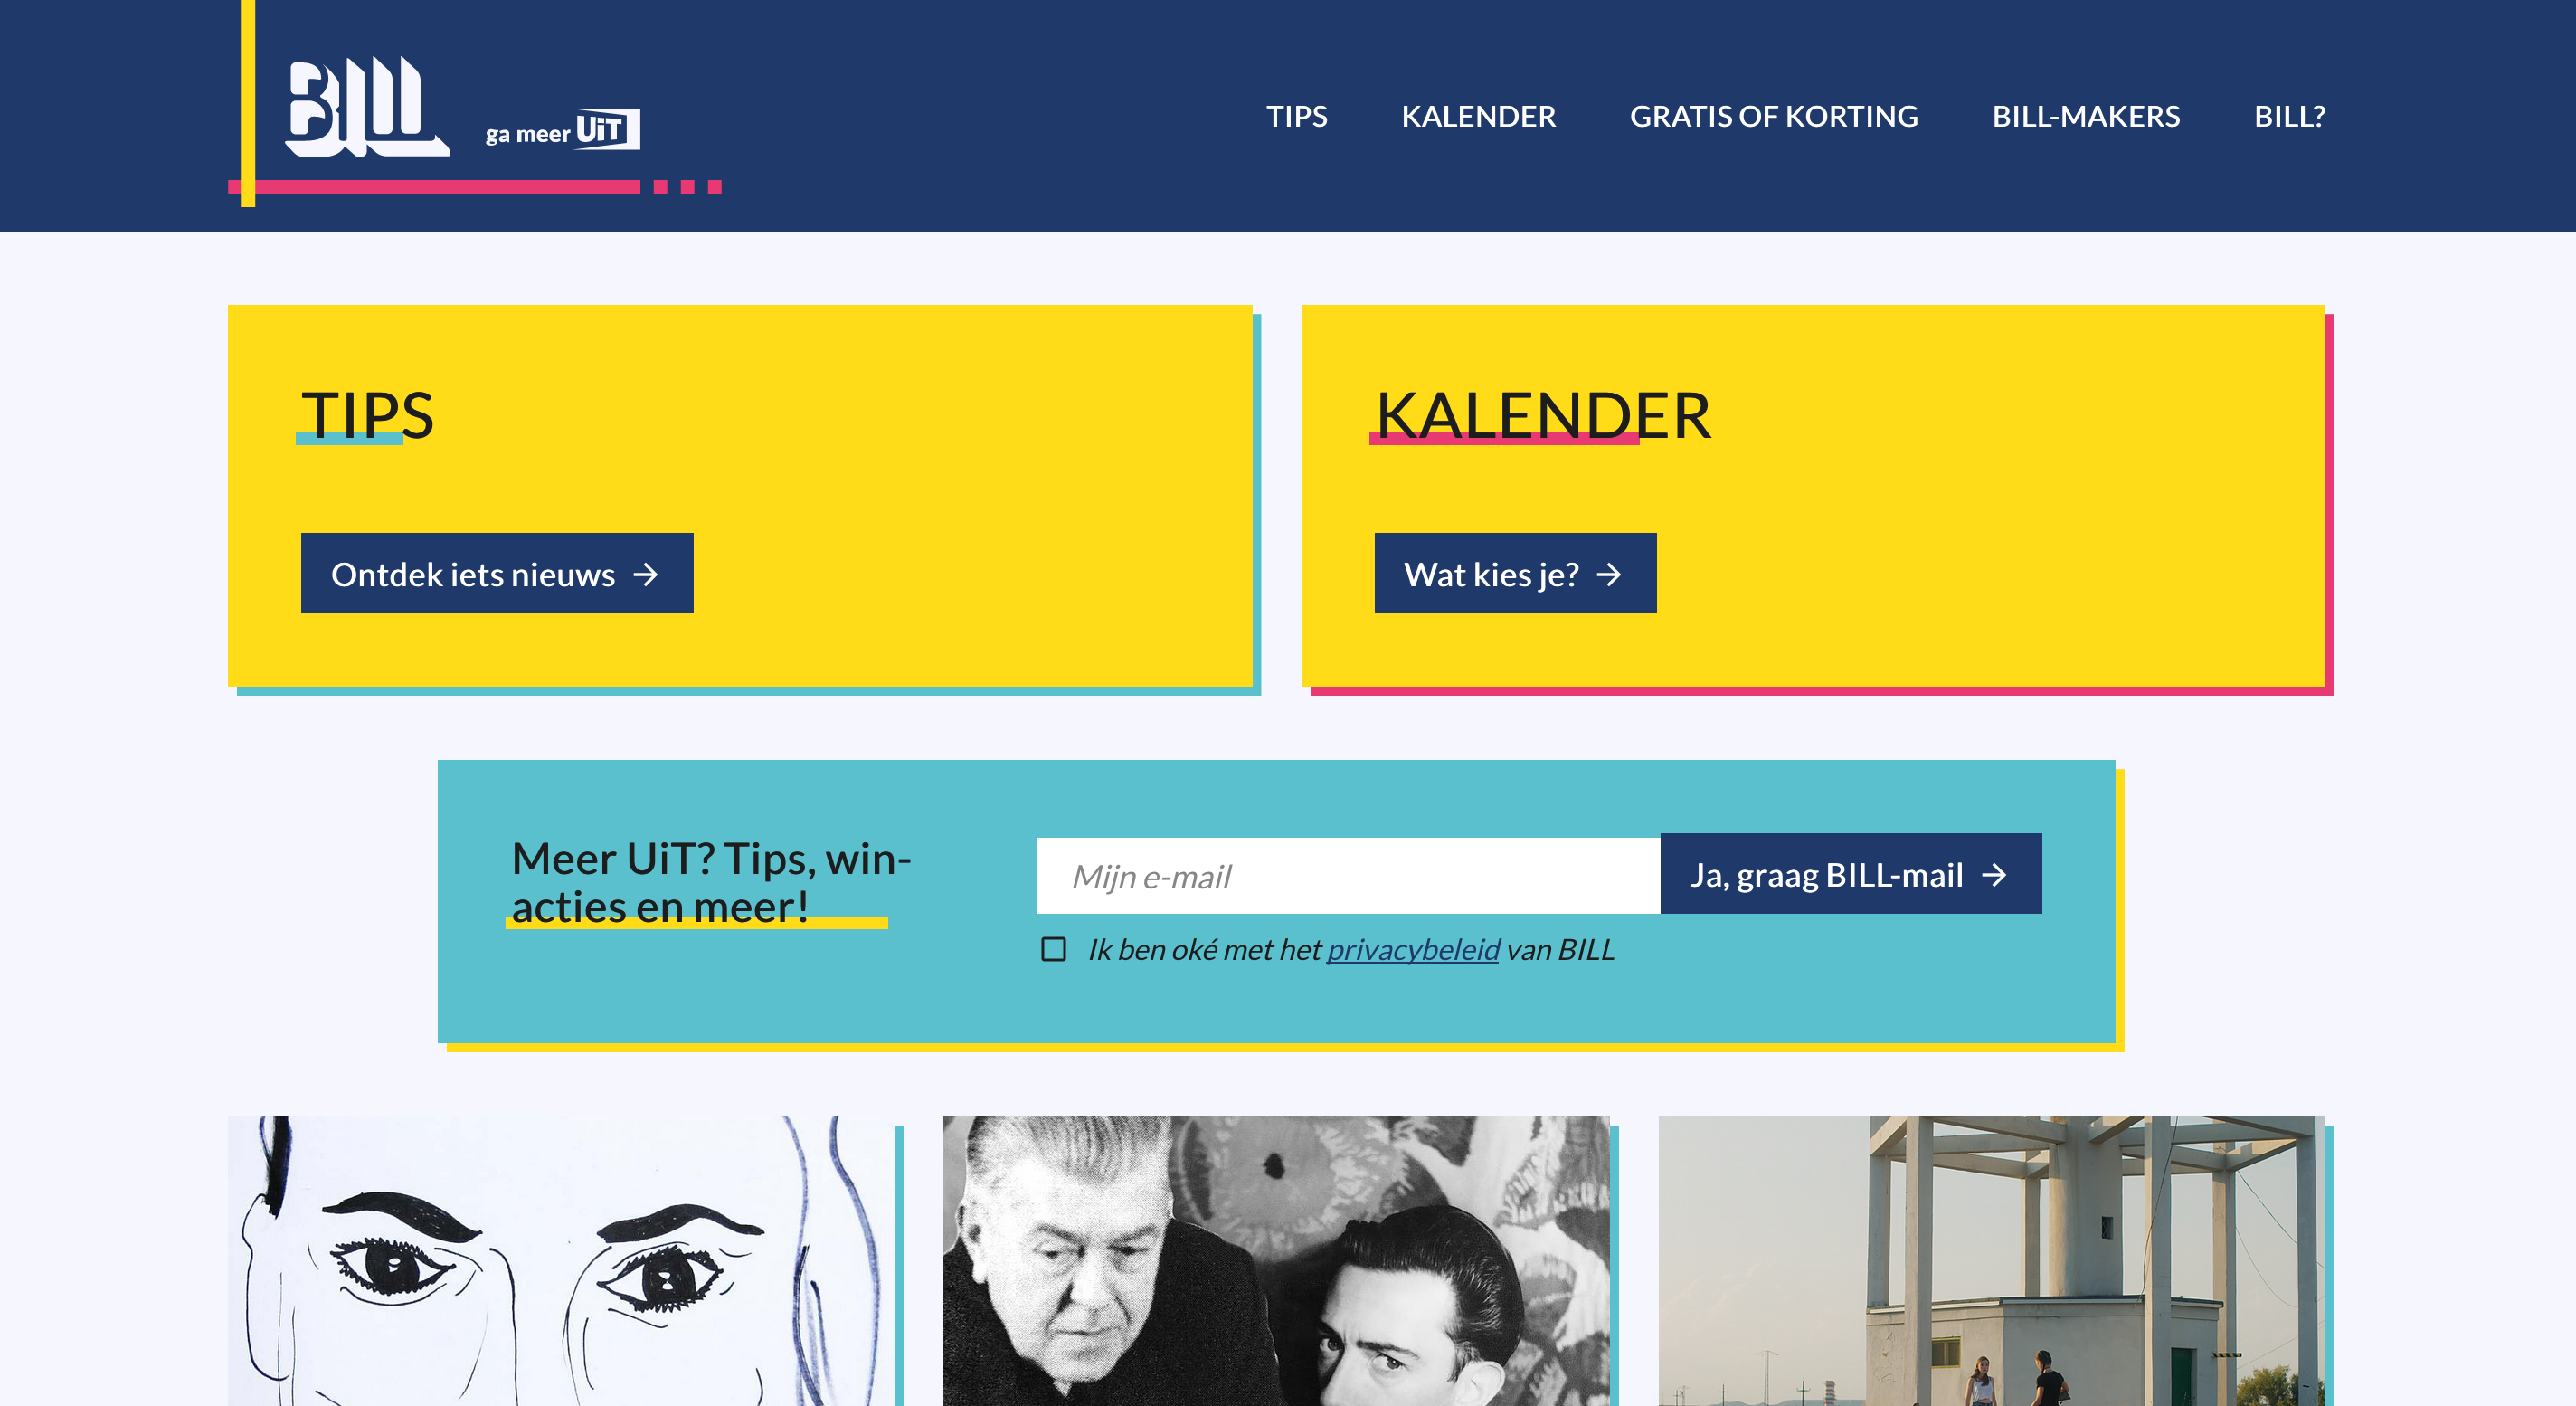 BILL
ga meer UiT
TIPS KALENDER GRATIS OF KORTING BILL-MAKERS BILL?
TIPS
Ontdek iets nieuws →
KALENDER
Wat kies je? →
Meer UiT? Tips, win-
acties en meer!
Mijn e-mail
Ja, graag BILL-mail →
Ik ben oké met het privacybeleid van BILL